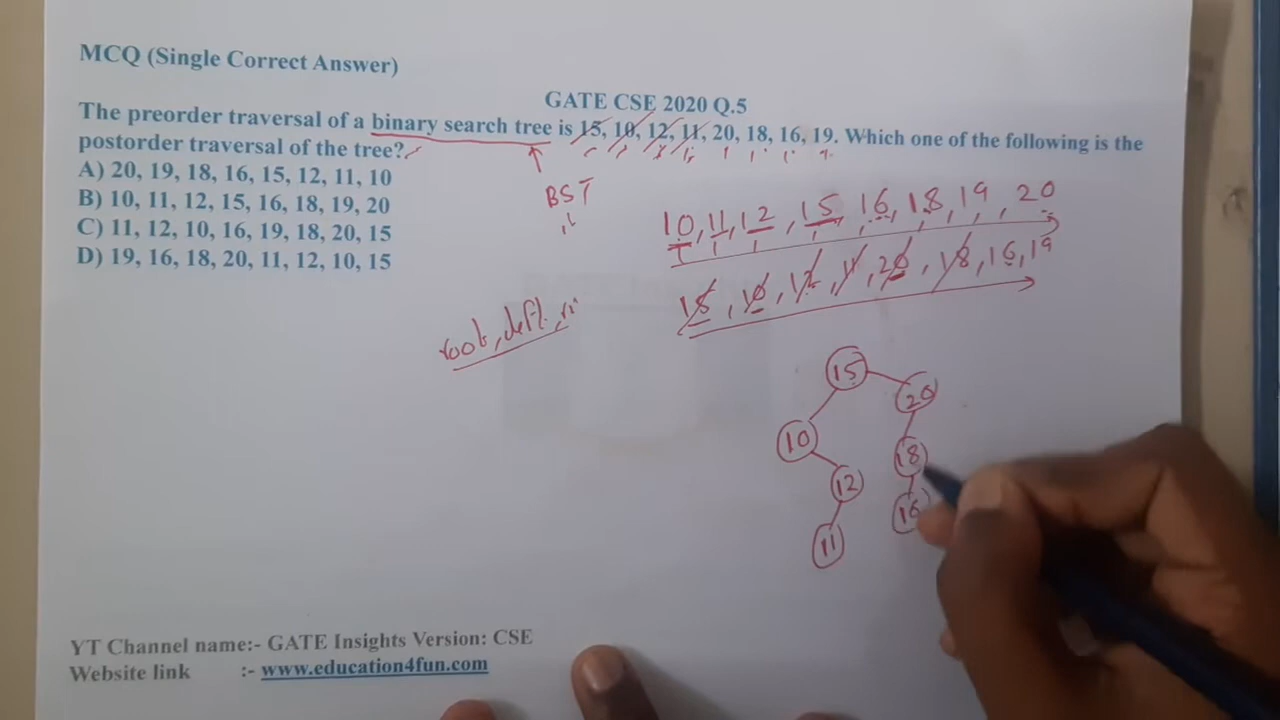 MCQ (Single Correct Answer)
GATE CSE 2020 Q.5
The preorder traversal of a binary search tree is 15, 10, 12, 11, 20, 18, 16, 19. Which one of the following is the
postorder traversal of the tree?
A) 20, 19, 18, 16, 15, 12, 11, 10
B) 10, 11, 12, 15, 16, 18, 19, 20
C) 11, 12, 10, 16, 19, 18, 20, 15
D) 19, 16, 18, 20, 11, 12, 10, 15
BST
10, 11, 12, 15, 16, 18, 19, 20
15, 10, 12, 11, 20, 18, 16, 19
root, left,
15
20
10
18
12
16
11
YT Channel name:- GATE Insights Version: CSE
Website link :- www.education4fun.com